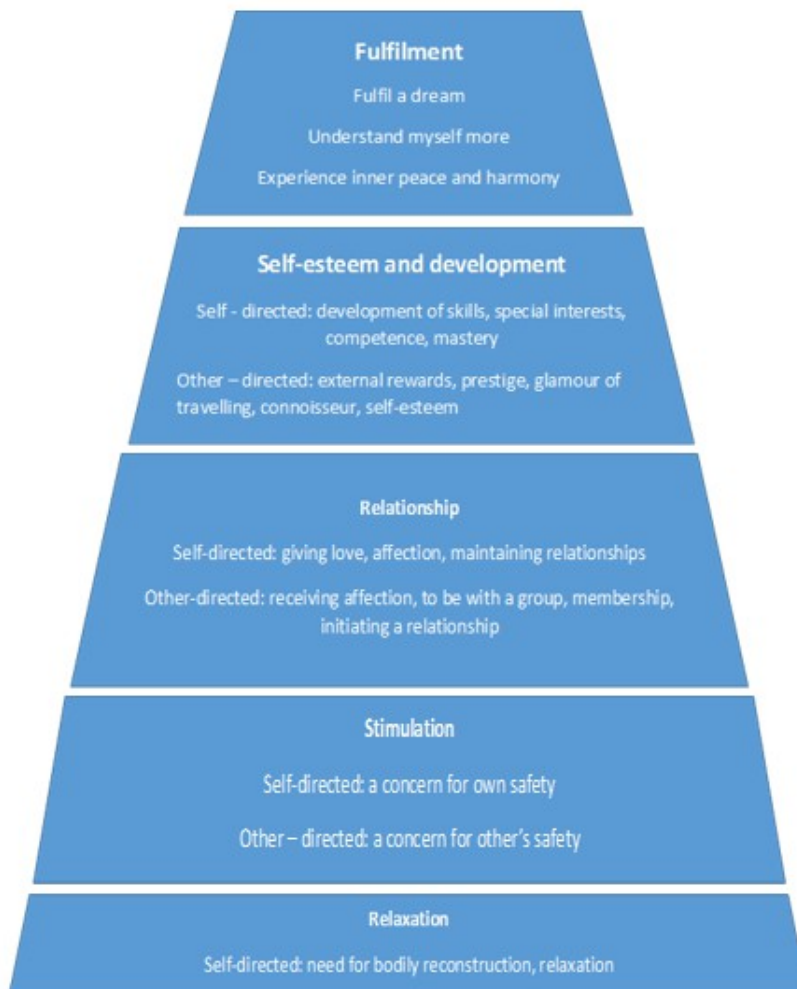 Fulfilment
Fulfil a dream
Understand myself more
Experience inner peace and harmony
Self-esteem and development
Self - directed: development of skills, special interests,
competence, mastery
Other – directed: external rewards, prestige, glamour of
travelling, connoisseur, self-esteem
Relationship
Self-directed: giving love, affection, maintaining relationships
Other-directed: receiving affection, to be with a group, membership,
initiating a relationship
Stimulation
Self-directed: a concern for own safety
Other – directed: a concern for other's safety
Relaxation
Self-directed: need for bodily reconstruction, relaxation